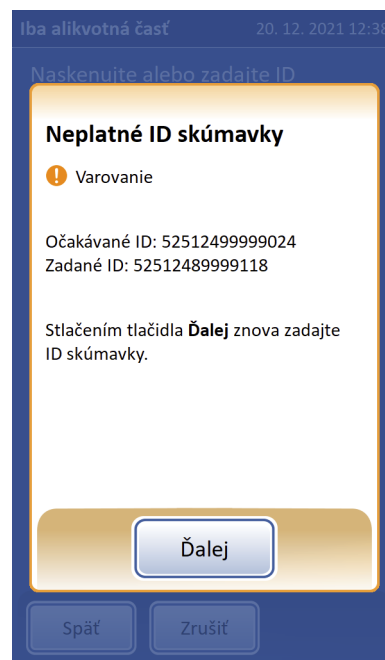 Iba alikvotná časť 20. 12. 2021 12:38
Naskenujte alebo zadajte ID
Neplatné ID skúmavky
Varovanie
Očakávané ID: 52512499999024
Zadané ID: 52512489999118
Stlačením tlačidla Ďalej znova zadajte
ID skúmavky.
Ďalej
Späť Zrušiť